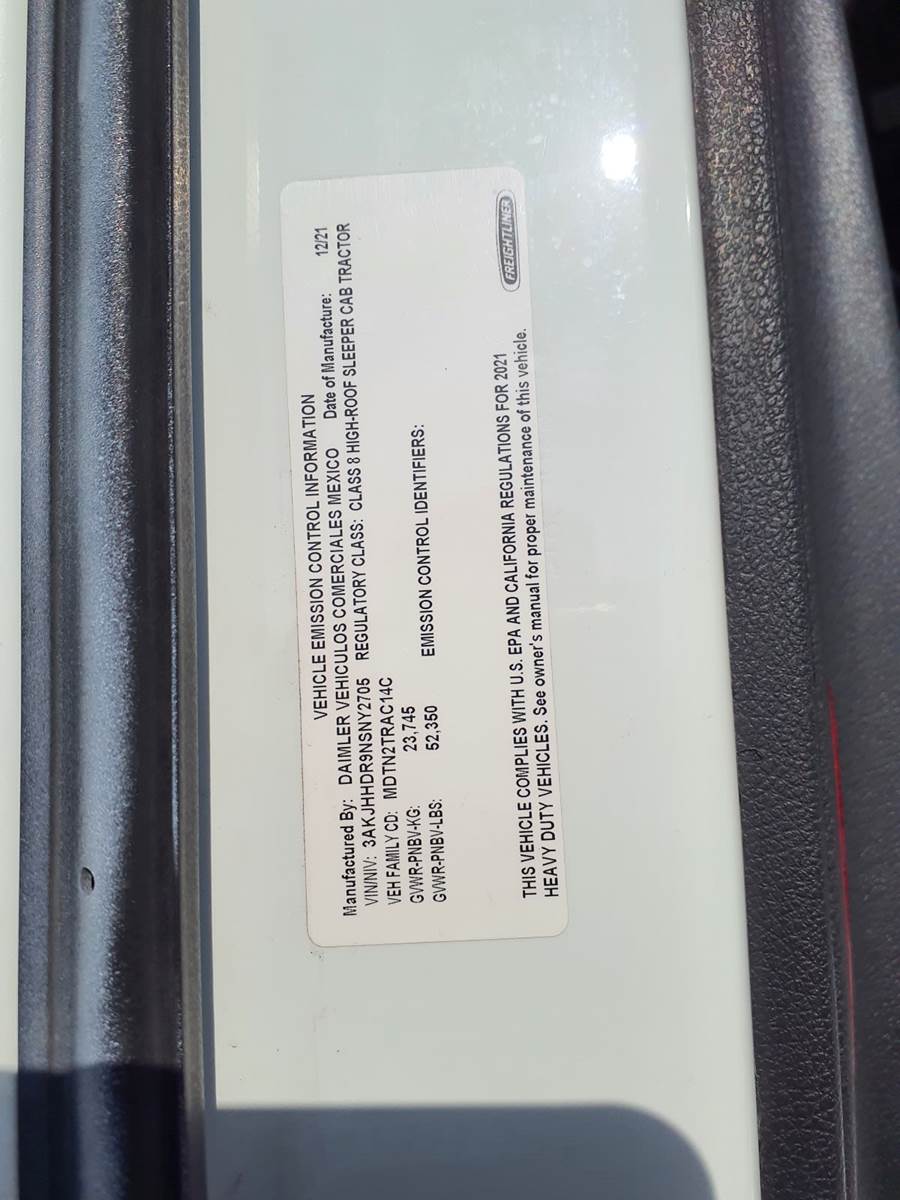 VEHICLE EMISSION CONTROL INFORMATION
Manufactured By: DAIMLER VEHICULOS COMERCIALES MEXICO Date of Manufacture: 12/21
VIN/NIV: 3AKJHHDR9NSNY2705 REGULATORY CLASS: CLASS 8 HIGH-ROOF SLEEPER CAB TRACTOR
VEH FAMILY CD: MDTN2TRAC14C
GVWR-PNBV-KG: 23,745
GVWR-PNBV-LBS: 52,350 EMISSION CONTROL IDENTIFIERS:
THIS VEHICLE COMPLIES WITH U.S. EPA AND CALIFORNIA REGULATIONS FOR 2021
HEAVY DUTY VEHICLES. See owner's manual for proper maintenance of this vehicle.
FREIGHTLINER